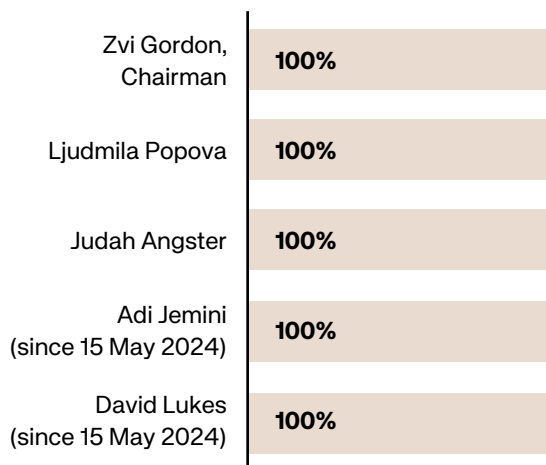 Zvi Gordon,
Chairman
100%
Ljudmila Popova
100%
Judah Angster
100%
Adi Jemini
(since 15 May 2024)
100%
David Lukes
(since 15 May 2024)
100%